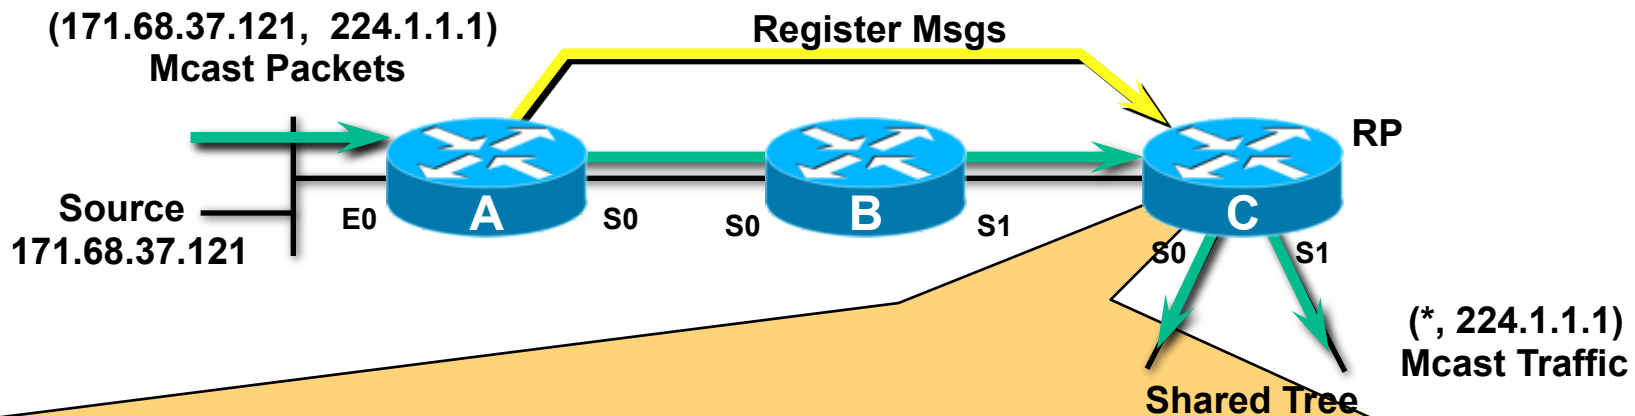 (171.68.37.121, 224.1.1.1)
Mcast Packets
Register Msgs
RP
Source
171.68.37.121
E0
A
S0
S0
B
S1
C
S0
S1
(*, 224.1.1.1)
Mcast Traffic
Shared Tree